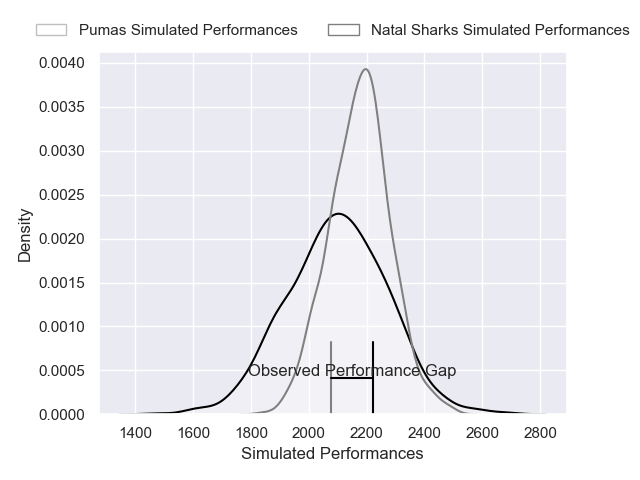 Pumas Simulated Performances
Natal Sharks Simulated Performances
0.0040
0.0035
0.0030
0.0025
0.0020
0.0015
0.0010
0.0005
0.0000
Density
Observed Performance Gap
1400 1600 1800 2000 2200 2400 2600 2800
Simulated Performances